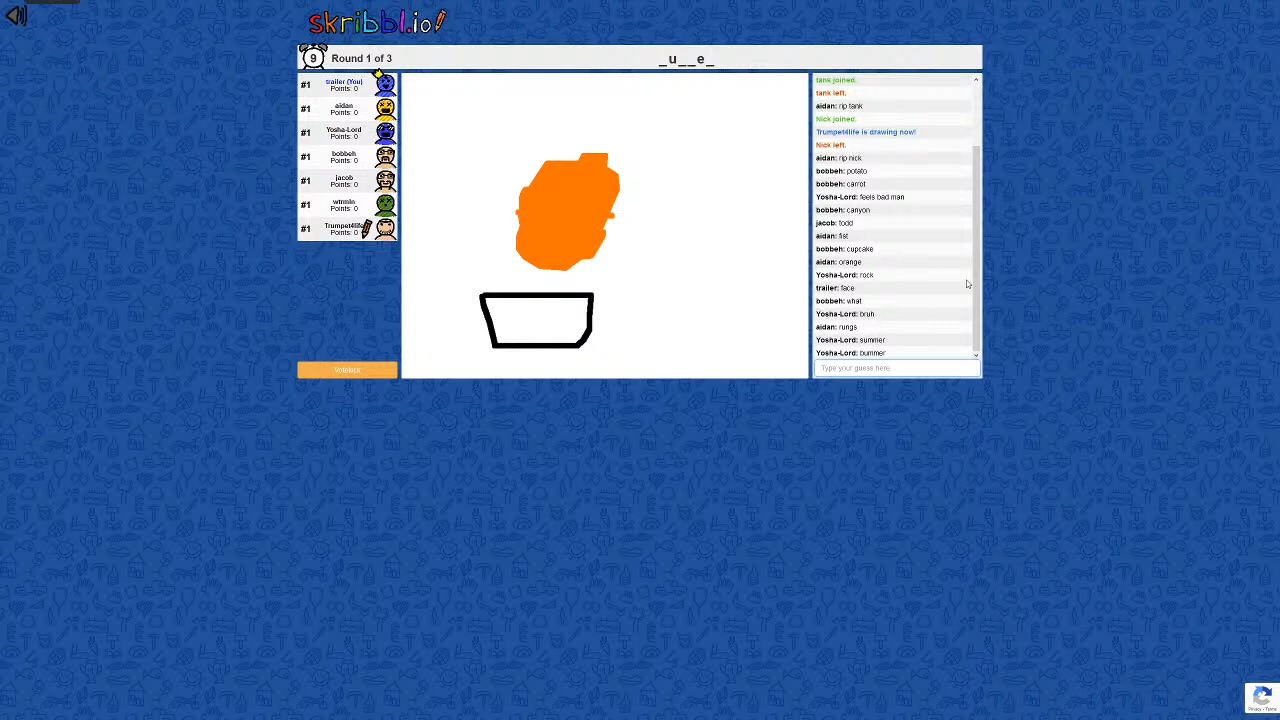 skribbl.io
9
Round 1 of 3
_u__e_
#1
trailer (You)
Points: 0
#1
aidan
Points: 0
#1
Yosha-Lord
Points: 0
#1
bobbeh
Points: 0
#1
jacob
Points: 0
#1
Points: 0
#1
Trumpet4life
Points: 0
Votekick
tank joined.
tank left.
aidan: rip tank
Nick joined.
Trumpet4life is drawing now!
Nick left.
aidan: rip nick
bobbeh: potato
bobbeh: carrot
Yosha-Lord: feels bad man
bobbeh: canyon
jacob: todd
aidan: fist
bobbeh: cupcake
aidan: orange
Yosha-Lord: rock
trailer: face
bobbeh: what
Yosha-Lord: bruh
aidan: rungs
Yosha-Lord: summer
Yosha-Lord: bummer
Type your guess here
Privacy - Terms